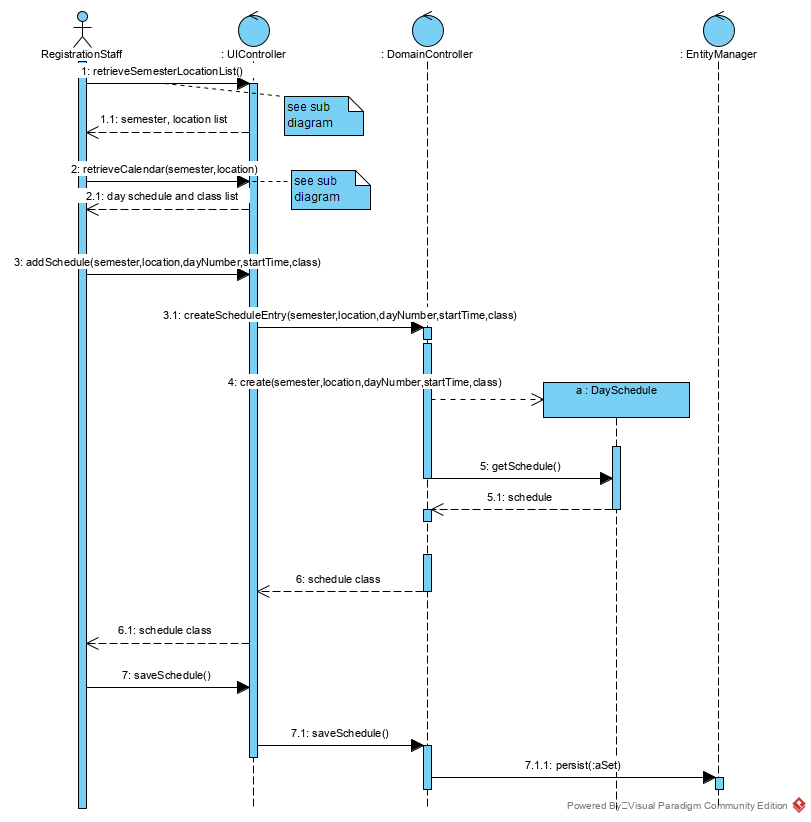 RegistrationStaff
: UIController
: DomainController
: EntityManager
1: retrieveSemesterLocationList()
see sub
diagram
1.1: semester, location list
2: retrieveCalendar(semester,location)
see sub
diagram
2.1: day schedule and class list
3: addSchedule(semester,location,dayNumber,startTime,class)
3.1: createScheduleEntry(semester,location,dayNumber,startTime,class)
4: create(semester,location,dayNumber,startTime,class)
a : DaySchedule
5: getSchedule()
5.1: schedule
6: schedule class
6.1: schedule class
7: saveSchedule()
7.1: saveSchedule()
7.1.1: persist(:aSet)
Powered By Visual Paradigm Community Edition